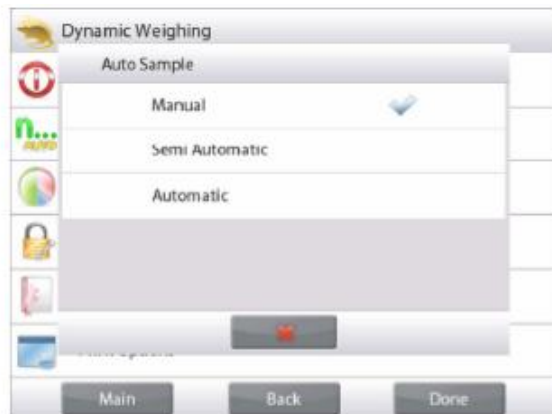 Dynamic Weighing
Auto Sample
Manual
Semi Automatic
Automatic
Main
Back
Done